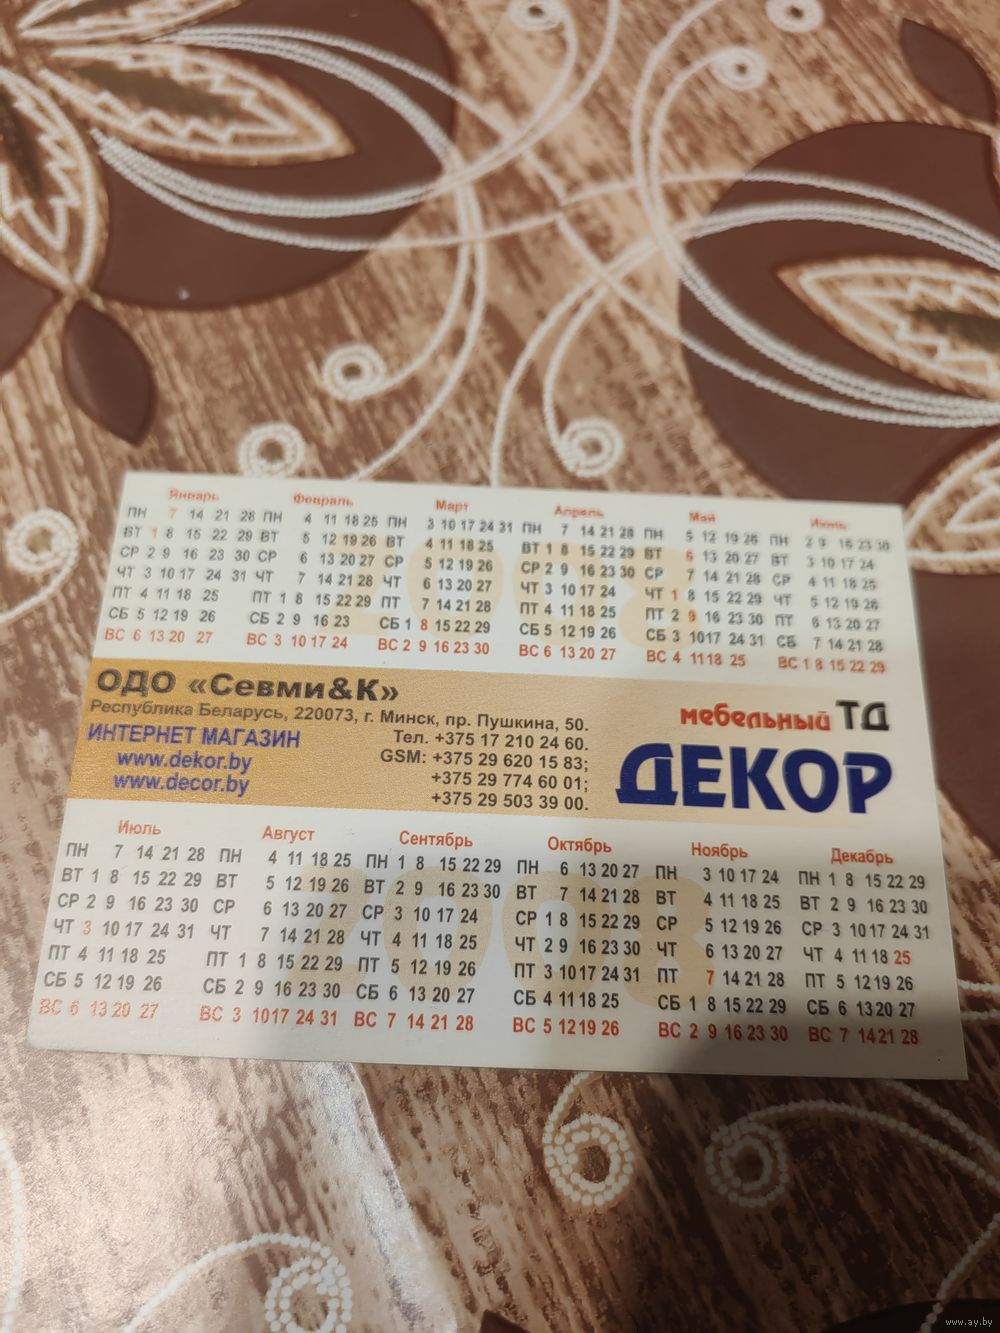 Январь Февраль Март Апрель Май Июнь
ПН 7 14 21 28 ПН 4 11 18 25 ПН 3 10 17 24 31 ПН 7 14 21 28 ПН 5 12 19 26 ПН 2 9 16 23 30
ВТ 1 8 15 22 29 ВТ 5 12 19 26 ВТ 4 11 18 25 ВТ 1 8 15 22 29 ВТ 6 13 20 27 ВТ 3 10 17 24
СР 2 9 16 23 30 СР 6 13 20 27 СР 5 12 19 26 СР 2 9 16 23 30 СР 7 14 21 28 СР 4 11 18 25
ЧТ 3 10 17 24 31 ЧТ 7 14 21 28 ЧТ 6 13 20 27 ЧТ 3 10 17 24 ЧТ 1 8 15 22 29 ЧТ 5 12 19 26
ПТ 4 11 18 25 ПТ 1 8 15 22 29 ПТ 7 14 21 28 ПТ 4 11 18 25 ПТ 2 9 16 23 30 ПТ 6 13 20 27
СБ 5 12 19 26 СБ 2 9 16 23 СБ 1 8 15 22 29 СБ 5 12 19 26 СБ 3 10 17 24 31 СБ 7 14 21 28
ВС 6 13 20 27 ВС 3 10 17 24 ВС 2 9 16 23 30 ВС 6 13 20 27 ВС 4 11 18 25 ВС 1 8 15 22 29
ОДО «Севми&К»
Республика Беларусь, 220073, г. Минск, пр. Пушкина, 50.
ИНТЕРНЕТ МАГАЗИН
www.dekor.by
www.decor.by
Тел. +375 17 210 24 60.
GSM: +375 29 620 15 83;
+375 29 774 60 01;
+375 29 503 39 00.
мебельный ТД
ДЕКОР
Июль Август Сентябрь Октябрь Ноябрь Декабрь
ПН 7 14 21 28 ПН 4 11 18 25 ПН 1 8 15 22 29 ПН 6 13 20 27 ПН 3 10 17 24 ПН 1 8 15 22 29
ВТ 1 8 15 22 29 ВТ 5 12 19 26 ВТ 2 9 16 23 30 ВТ 7 14 21 28 ВТ 4 11 18 25 ВТ 2 9 16 23 30
СР 2 9 16 23 30 СР 6 13 20 27 СР 3 10 17 24 СР 1 8 15 22 29 СР 5 12 19 26 СР 3 10 17 24 31
ЧТ 3 10 17 24 31 ЧТ 7 14 21 28 ЧТ 4 11 18 25 ЧТ 2 9 16 23 30 ЧТ 6 13 20 27 ЧТ 4 11 18 25
ПТ 4 11 18 25 ПТ 1 8 15 22 29 ПТ 5 12 19 26 ПТ 3 10 17 24 31 ПТ 7 14 21 28 ПТ 5 12 19 26
СБ 5 12 19 26 СБ 2 9 16 23 30 СБ 6 13 20 27 СБ 4 11 18 25 СБ 1 8 15 22 29 СБ 6 13 20 27
ВС 6 13 20 27 ВС 3 10 17 24 31 ВС 7 14 21 28 ВС 5 12 19 26 ВС 2 9 16 23 30 ВС 7 14 21 28
www.ay.by